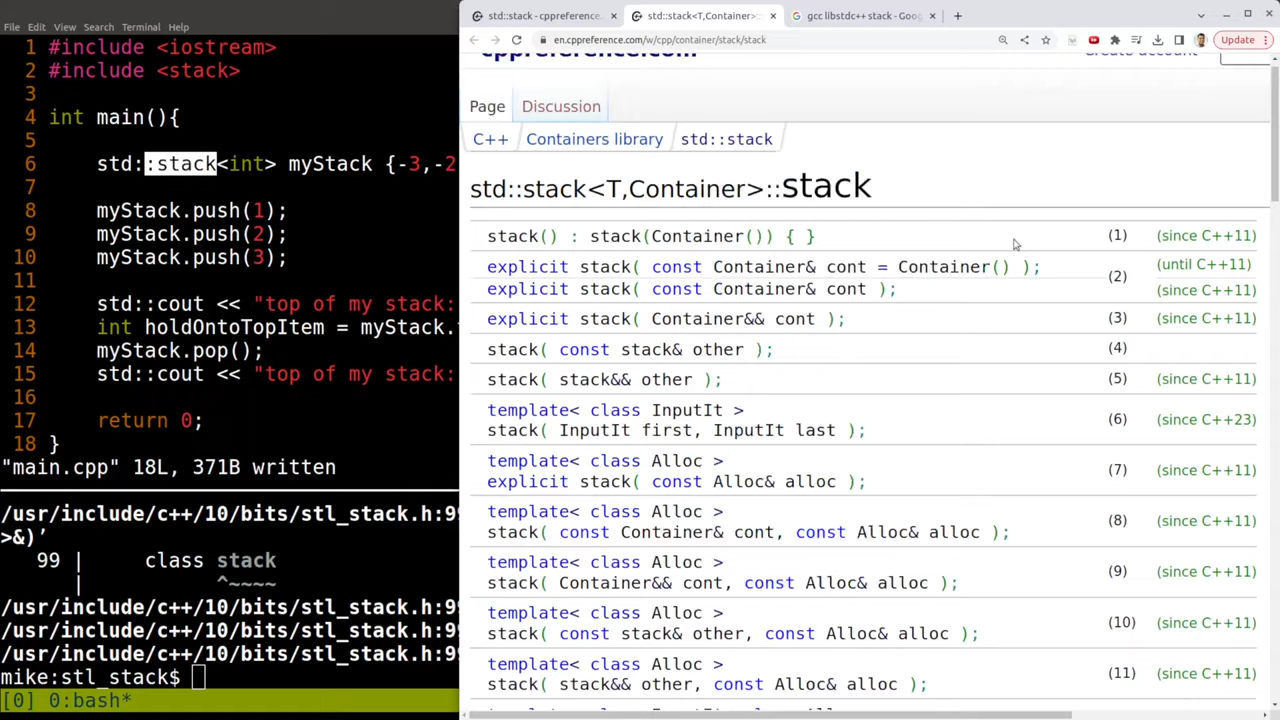 File Edit View Search Terminal Help
1 #include <iostream>
2 #include <stack>
3
4 int main(){
5
6 std::stack<int> myStack {-3,-2
7
8 myStack.push(1);
9 myStack.push(2);
10 myStack.push(3);
11
12 std::cout << "top of my stack:
13 int holdOntoTopItem = myStack.
14 myStack.pop();
15 std::cout << "top of my stack:
16
17 return 0;
18 }
"main.cpp" 18L, 371B written
/usr/include/c++/10/bits/stl_stack.h:99
>&)’
99 | class stack
| ^~~~~
/usr/include/c++/10/bits/stl_stack.h:99
/usr/include/c++/10/bits/stl_stack.h:99
/usr/include/c++/10/bits/stl_stack.h:99
mike:stl_stack$
[0] 0:bash*
std::stack - cppreference.com
std::stack<T,Container>::
gcc libstdc++ stack - Goog
en.cppreference.com/w/cpp/container/stack/stack
Update
cppreference.com
Create account
Page Discussion
C++ Containers library std::stack
std::stack<T,Container>::stack
stack() : stack(Container()) { } (1) (since C++11)
explicit stack( const Container& cont = Container() ); (until C++11)
(2)
explicit stack( const Container& cont ); (since C++11)
explicit stack( Container&& cont ); (3) (since C++11)
stack( const stack& other ); (4)
stack( stack&& other ); (5) (since C++11)
template< class InputIt >
stack( InputIt first, InputIt last ); (6) (since C++23)
template< class Alloc >
explicit stack( const Alloc& alloc ); (7) (since C++11)
template< class Alloc >
stack( const Container& cont, const Alloc& alloc ); (8) (since C++11)
template< class Alloc >
stack( Container&& cont, const Alloc& alloc ); (9) (since C++11)
template< class Alloc >
stack( const stack& other, const Alloc& alloc ); (10) (since C++11)
template< class Alloc >
stack( stack&& other, const Alloc& alloc ); (11) (since C++11)